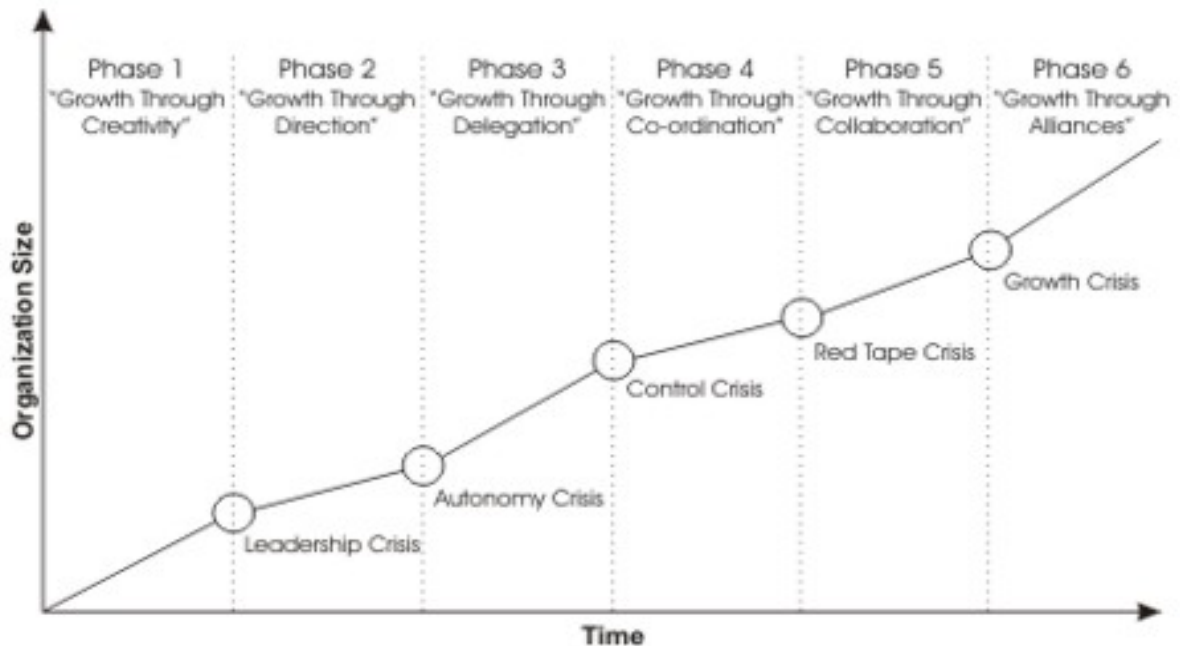 Phase 1
"Growth Through
Creativity"
Phase 2
"Growth Through
Direction"
Phase 3
"Growth Through
Delegation"
Phase 4
"Growth Through
Co-ordination"
Phase 5
"Growth Through
Collaboration"
Phase 6
"Growth Through
Alliances"
Organization Size
Growth Crisis
Red Tape Crisis
Control Crisis
Autonomy Crisis
Leadership Crisis
Time